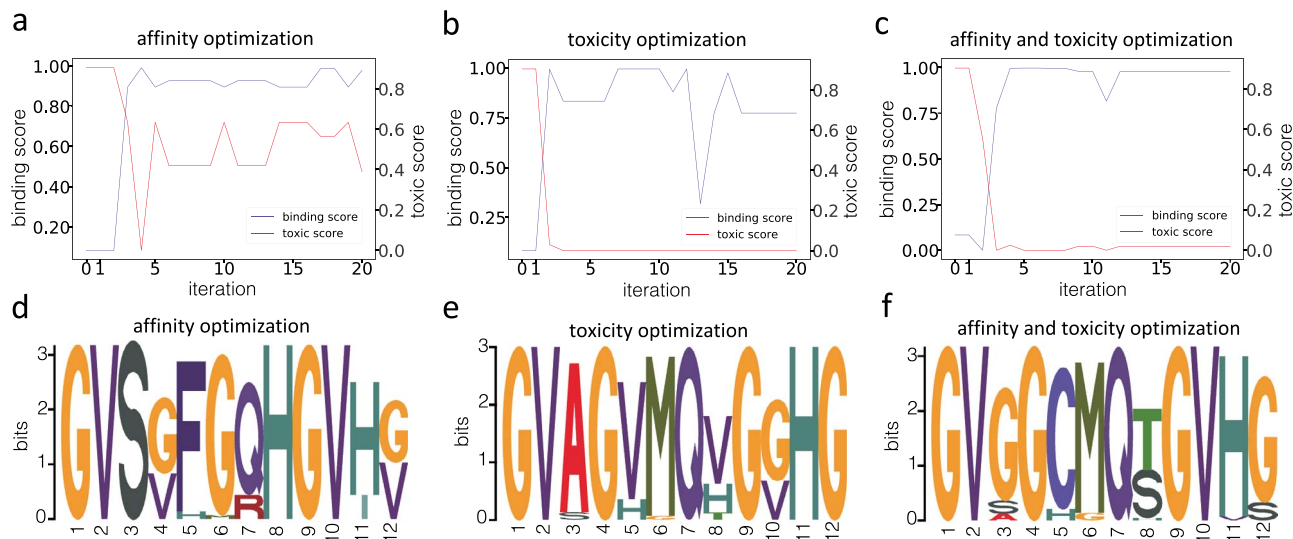 a
affinity optimization
1.00
0.80
0.60
0.40
0.20
binding score
0.8
0.6
0.4
0.2
0.0
toxic score
binding score
toxic score
0 1 5 10 15 20
iteration
b
toxicity optimization
1.00
0.75
0.50
0.25
binding score
0.8
0.6
0.4
0.2
0.0
toxic score
binding score
toxic score
0 1 5 10 15 20
iteration
c
affinity and toxicity optimization
1.00
0.75
0.50
0.25
0.00
binding score
0.8
0.6
0.4
0.2
0.0
toxic score
binding score
toxic score
0 1 5 10 15 20
iteration
d
affinity optimization
3
2
1
0
bits
GVSGFGQHGVHG
V R I V
1 2 3 4 5 6 7 8 9 10 11 12
e
toxicity optimization
3
2
1
0
bits
GVAGVMQVGGHG
S H G H V
1 2 3 4 5 6 7 8 9 10 11 12
f
affinity and toxicity optimization
3
2
1
0
bits
GVGGCMQTGVHG
S H G S S
A
1 2 3 4 5 6 7 8 9 10 11 12